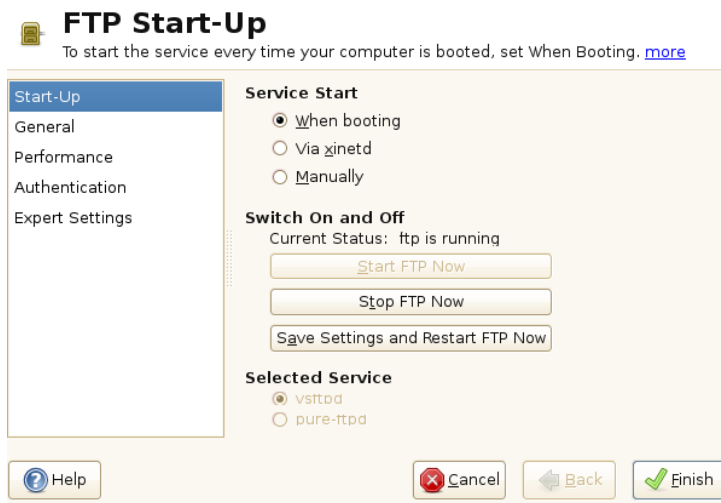 FTP Start-Up
To start the service every time your computer is booted, set When Booting. more
Start-Up
General
Performance
Authentication
Expert Settings
Service Start
When booting
Via xinetd
Manually
Switch On and Off
Current Status: ftp is running
Start FTP Now
Stop FTP Now
Save Settings and Restart FTP Now
Selected Service
vsftpd
pure-ftpd
Help
Cancel
Back
Finish